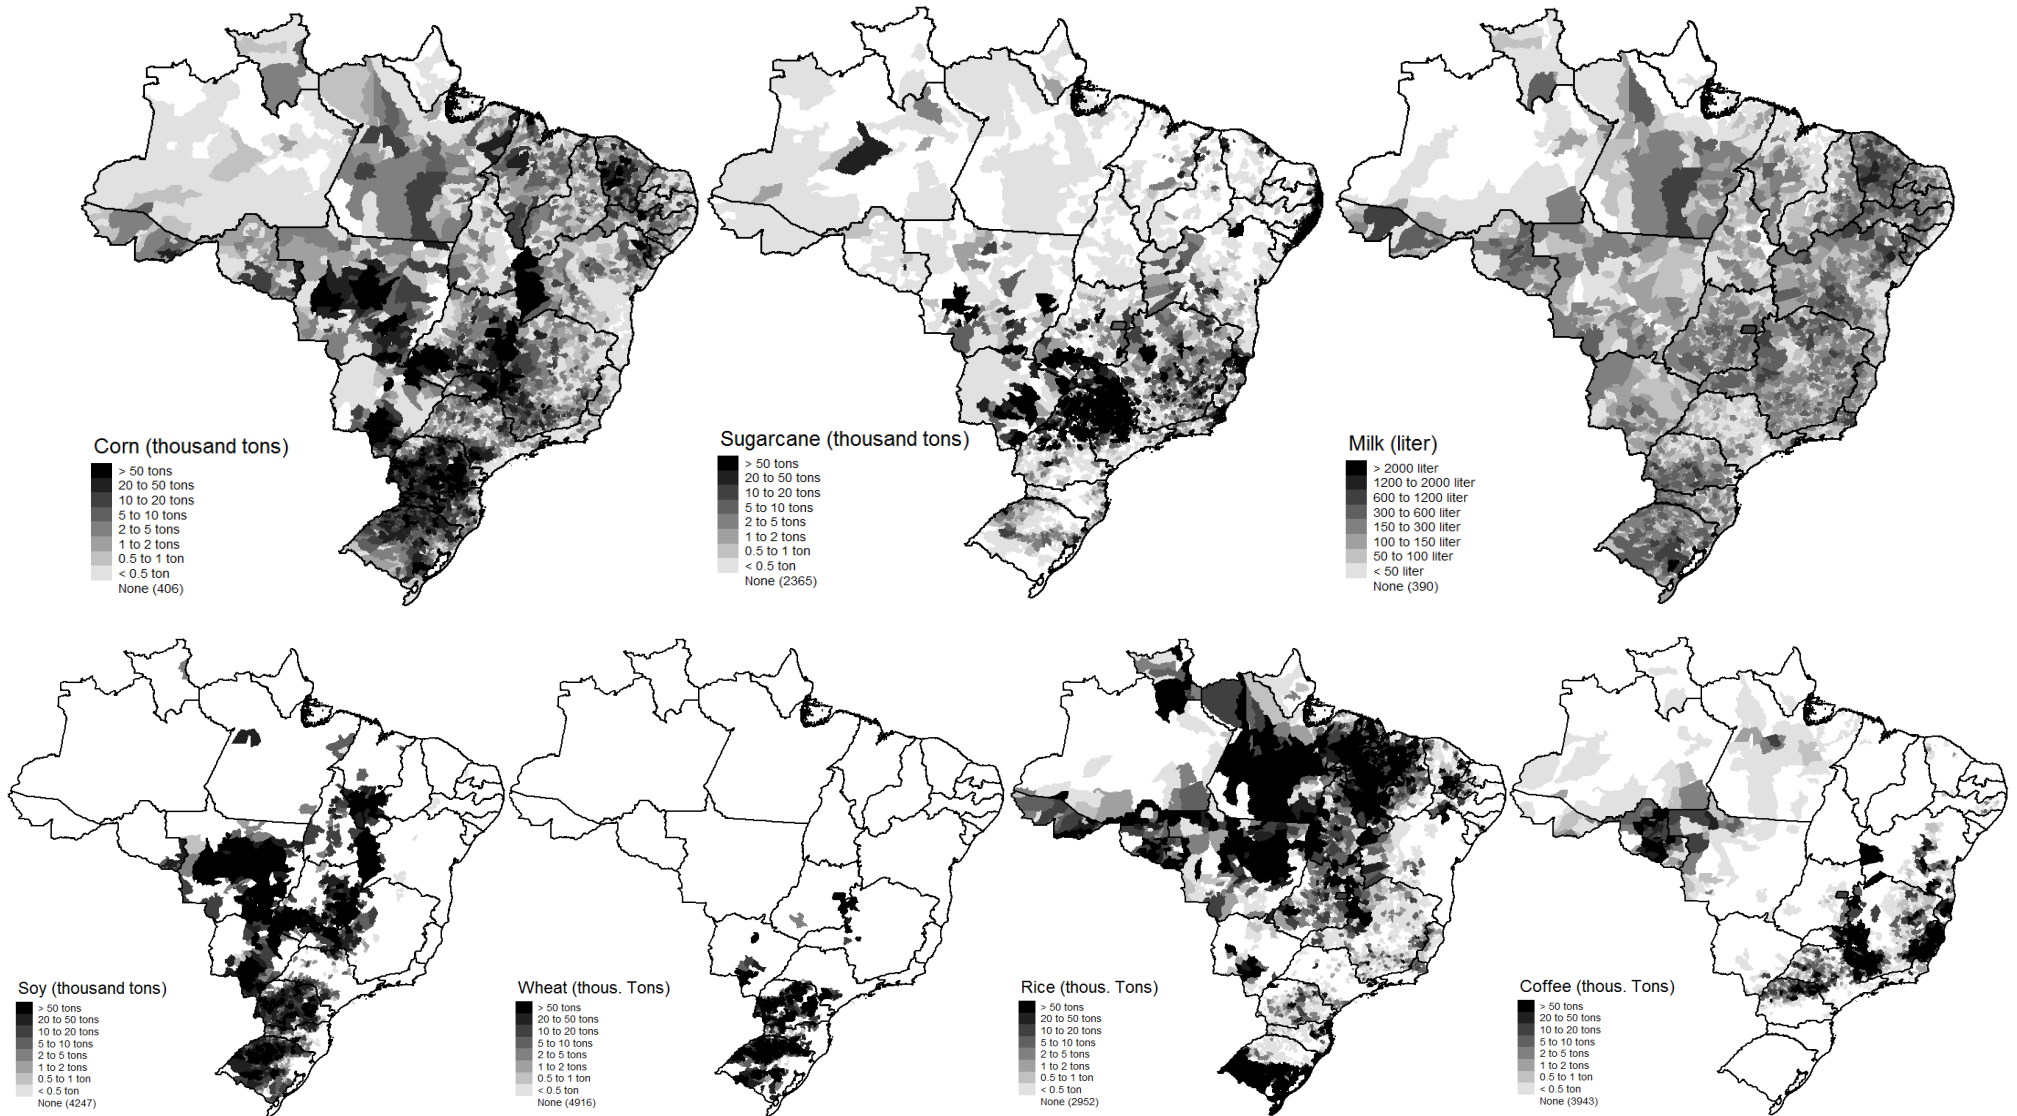 Corn (thousand tons)
> 50 tons
20 to 50 tons
10 to 20 tons
5 to 10 tons
2 to 5 tons
1 to 2 tons
0.5 to 1 ton
< 0.5 ton
None (406)
Sugarcane (thousand tons)
> 50 tons
20 to 50 tons
10 to 20 tons
5 to 10 tons
2 to 5 tons
1 to 2 tons
0.5 to 1 ton
< 0.5 ton
None (2365)
Milk (liter)
> 2000 liter
1200 to 2000 liter
600 to 1200 liter
300 to 600 liter
150 to 300 liter
100 to 150 liter
50 to 100 liter
< 50 liter
None (390)
Soy (thousand tons)
> 50 tons
20 to 50 tons
10 to 20 tons
5 to 10 tons
2 to 5 tons
1 to 2 tons
0.5 to 1 ton
< 0.5 ton
None (4247)
Wheat (thous. Tons)
> 50 tons
20 to 50 tons
10 to 20 tons
5 to 10 tons
2 to 5 tons
1 to 2 tons
0.5 to 1 ton
< 0.5 ton
None (4916)
Rice (thous. Tons)
> 50 tons
20 to 50 tons
10 to 20 tons
5 to 10 tons
2 to 5 tons
1 to 2 tons
0.5 to 1 ton
< 0.5 ton
None (2952)
Coffee (thous. Tons)
> 50 tons
20 to 50 tons
10 to 20 tons
5 to 10 tons
2 to 5 tons
1 to 2 tons
0.5 to 1 ton
< 0.5 ton
None (3943)